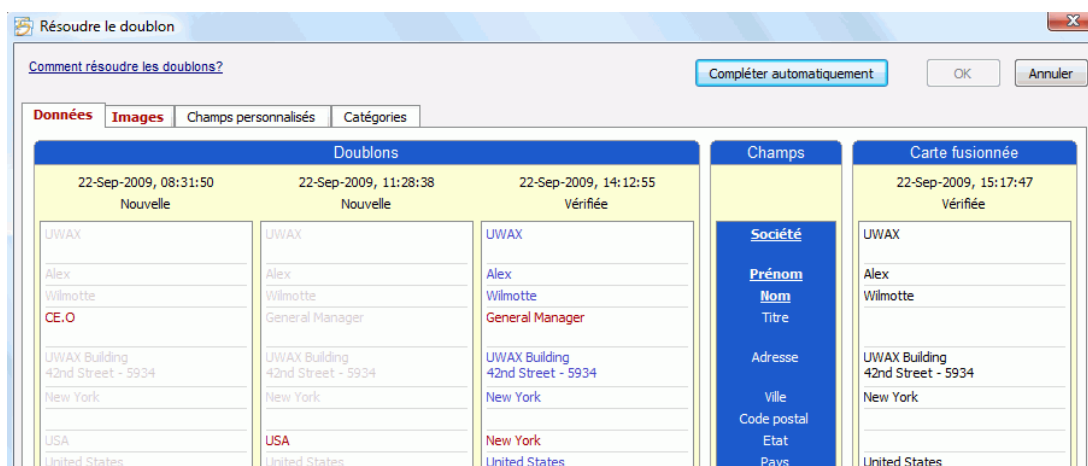 Résoudre le doublon
X
Comment résoudre les doublons?
Compléter automatiquement OK Annuler
Données Images Champs personnalisés Catégories
Doublons Champs Carte fusionnée
22-Sep-2009, 08:31:50 22-Sep-2009, 11:28:38 22-Sep-2009, 14:12:55 22-Sep-2009, 15:17:47
Nouvelle Nouvelle Vérifiée Vérifiée
UWAX UWAX UWAX Société UWAX
Alex Alex Alex Prénom Alex
Wilmotte Wilmotte Wilmotte Nom Wilmotte
CE.O General Manager General Manager Titre
UWAX Building UWAX Building UWAX Building Adresse UWAX Building
42nd Street - 5934 42nd Street - 5934 42nd Street - 5934 42nd Street - 5934
New York New York New York Ville New York
Code postal
USA USA New York Etat
United States United States United States Pays United States